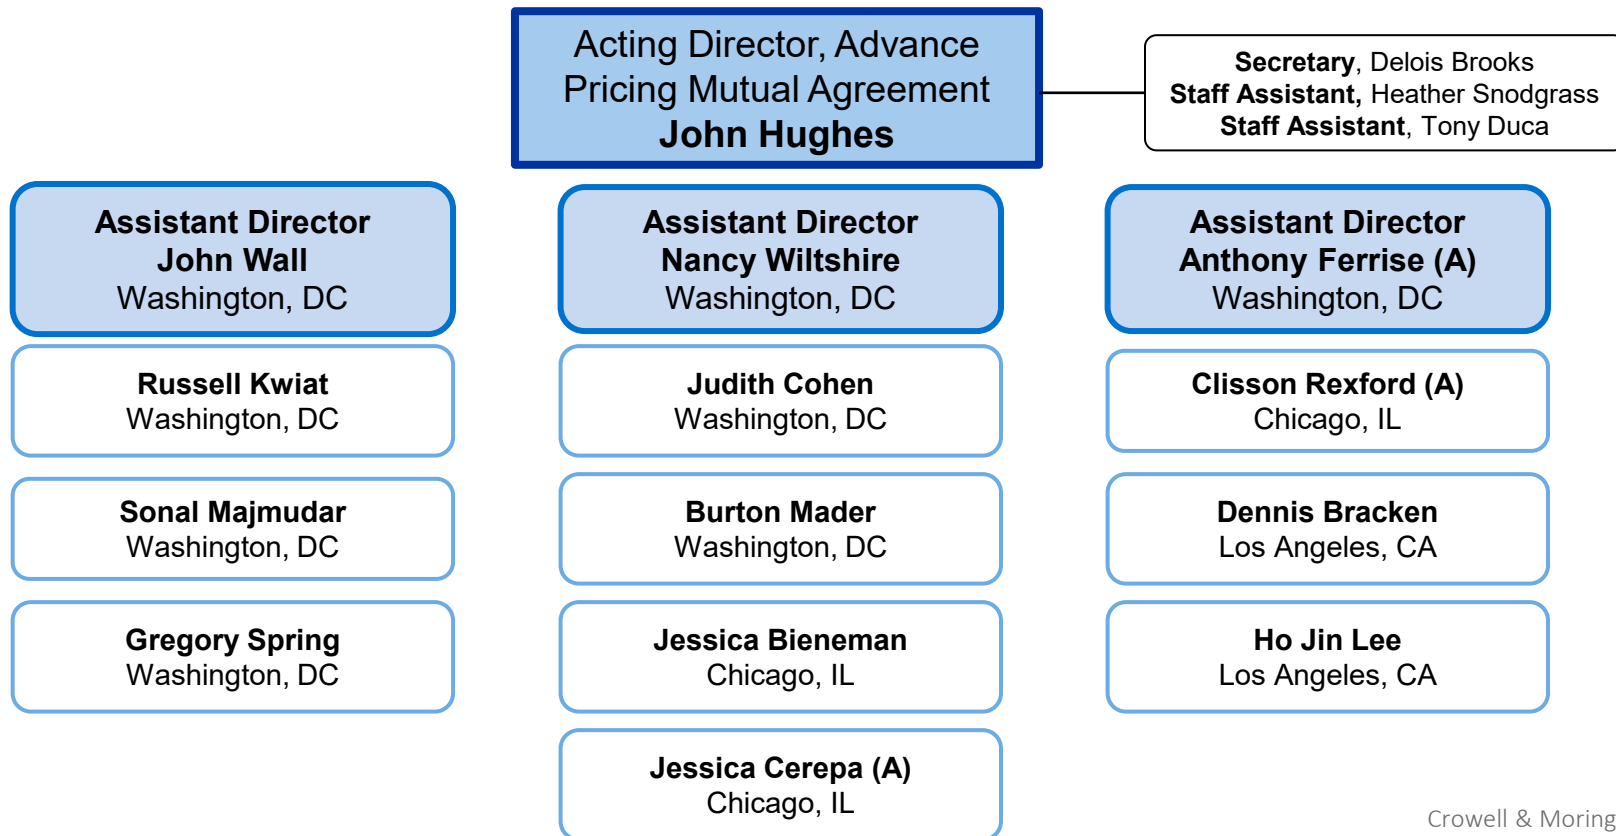 Acting Director, Advance
Pricing Mutual Agreement
John Hughes
Secretary, Delois Brooks
Staff Assistant, Heather Snodgrass
Staff Assistant, Tony Duca
Assistant Director
John Wall
Washington, DC
Russell Kwiat
Washington, DC
Sonal Majmudar
Washington, DC
Gregory Spring
Washington, DC
Assistant Director
Nancy Wiltshire
Washington, DC
Judith Cohen
Washington, DC
Burton Mader
Washington, DC
Jessica Bieneman
Chicago, IL
Jessica Cerepa (A)
Chicago, IL
Assistant Director
Anthony Ferrise (A)
Washington, DC
Clisson Rexford (A)
Chicago, IL
Dennis Bracken
Los Angeles, CA
Ho Jin Lee
Los Angeles, CA
Crowell & Moring